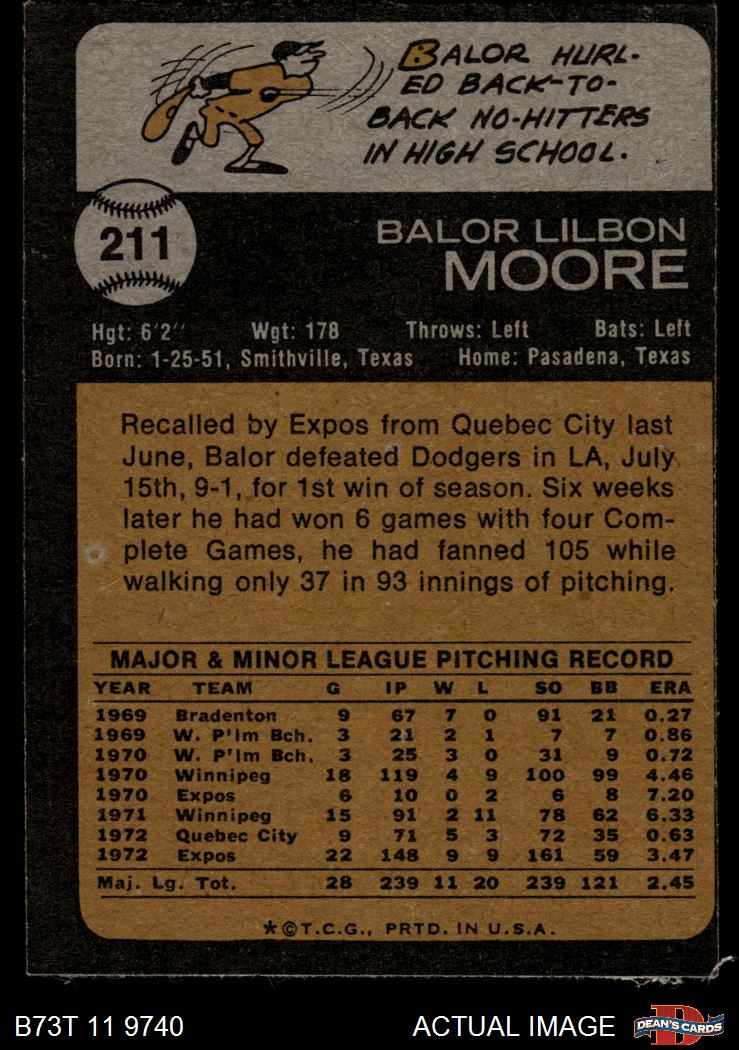 BALOR HURL-
ED BACK-TO-
BACK NO-HITTERS
IN HIGH SCHOOL.
211
BALOR LILBON
MOORE
Hgt: 6'2" Wgt: 178 Throws: Left Bats: Left
Born: 1-25-51, Smithville, Texas Home: Pasadena, Texas
Recalled by Expos from Quebec City last
June, Balor defeated Dodgers in LA, July
15th, 9-1, for 1st win of season. Six weeks
later he had won 6 games with four Com-
plete Games, he had fanned 105 while
walking only 37 in 93 innings of pitching.
MAJOR & MINOR LEAGUE PITCHING RECORD
YEAR TEAM G IP W L SO BB ERA
1969 Bradenton 9 67 7 0 91 21 0.27
1969 W. P'lm Bch. 3 21 2 1 7 7 0.86
1970 W. P'lm Bch. 3 25 3 0 31 9 0.72
1970 Winnipeg 18 119 4 9 100 99 4.46
1970 Expos 6 10 0 2 6 8 7.20
1971 Winnipeg 15 91 2 11 78 62 6.33
1972 Quebec City 9 71 5 3 72 35 0.63
1972 Expos 22 148 9 9 161 59 3.47
Maj. Lg. Tot. 28 239 11 20 239 121 2.45
*©T.C.G., PRTD. IN U.S.A.
B73T 11 9740 ACTUAL IMAGE D DEAN'S CARDS